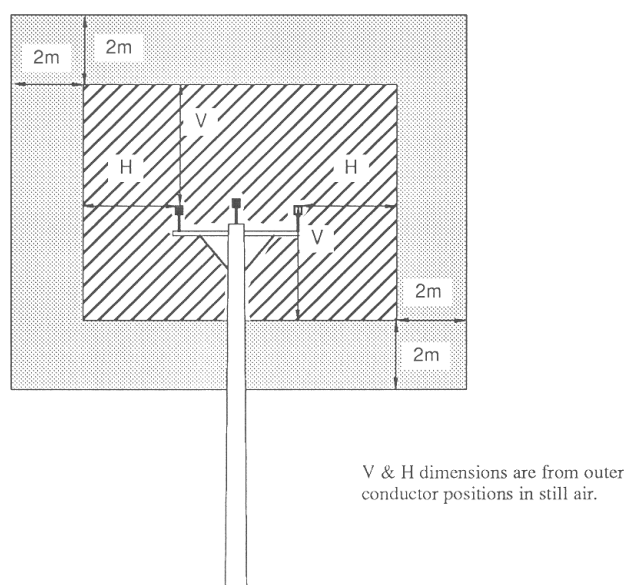 2m
2m
V
H
H
V
2m
2m
V & H dimensions are from outer
conductor positions in still air.